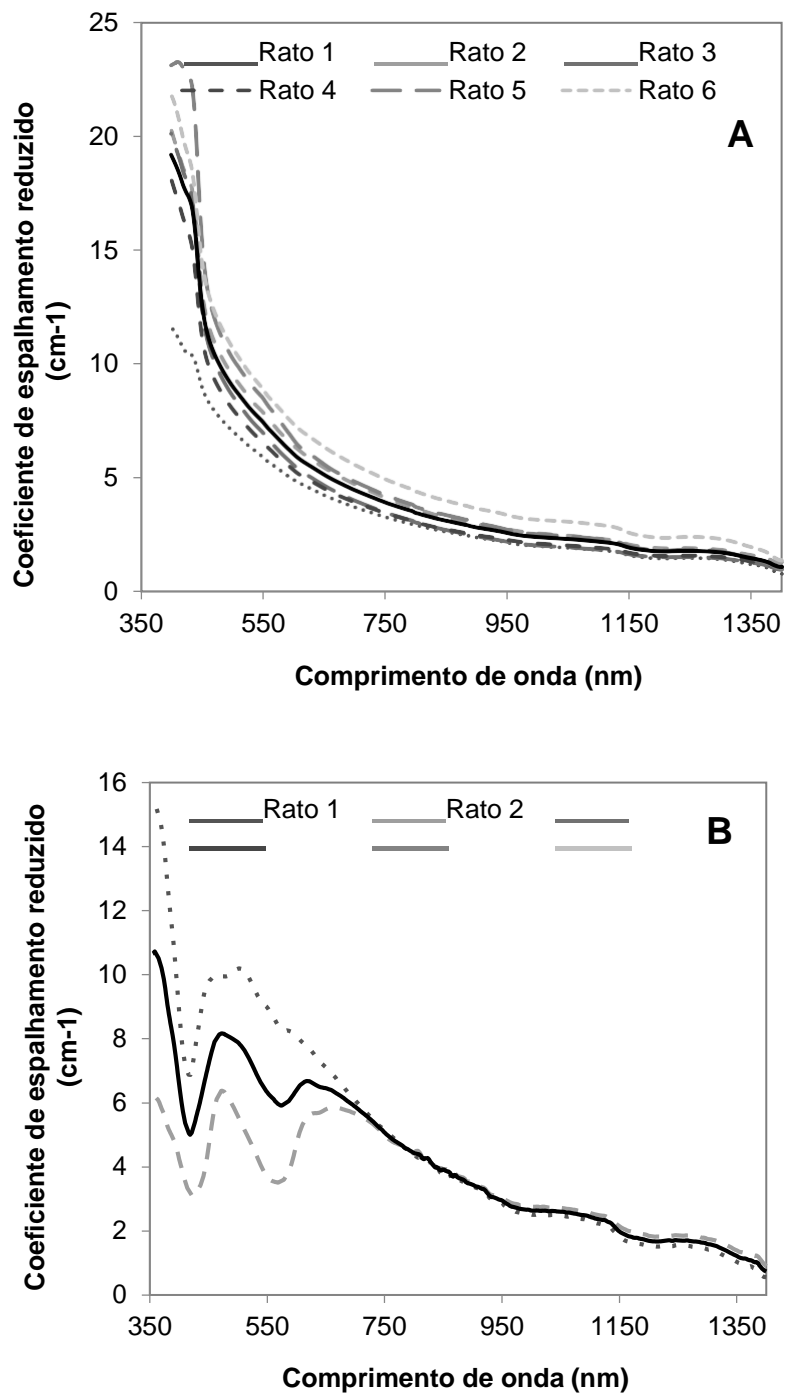 Rato 1 Rato 2 Rato 3
Rato 4 Rato 5 Rato 6
A
25
20
15
10
5
0
Coeficiente de espalhamento reduzido
(cm-1)
350 550 750 950 1150 1350
Comprimento de onda (nm)
Rato 1 Rato 2
B
16
14
12
10
8
6
4
2
0
Coeficiente de espalhamento reduzido
(cm-1)
350 550 750 950 1150 1350
Comprimento de onda (nm)